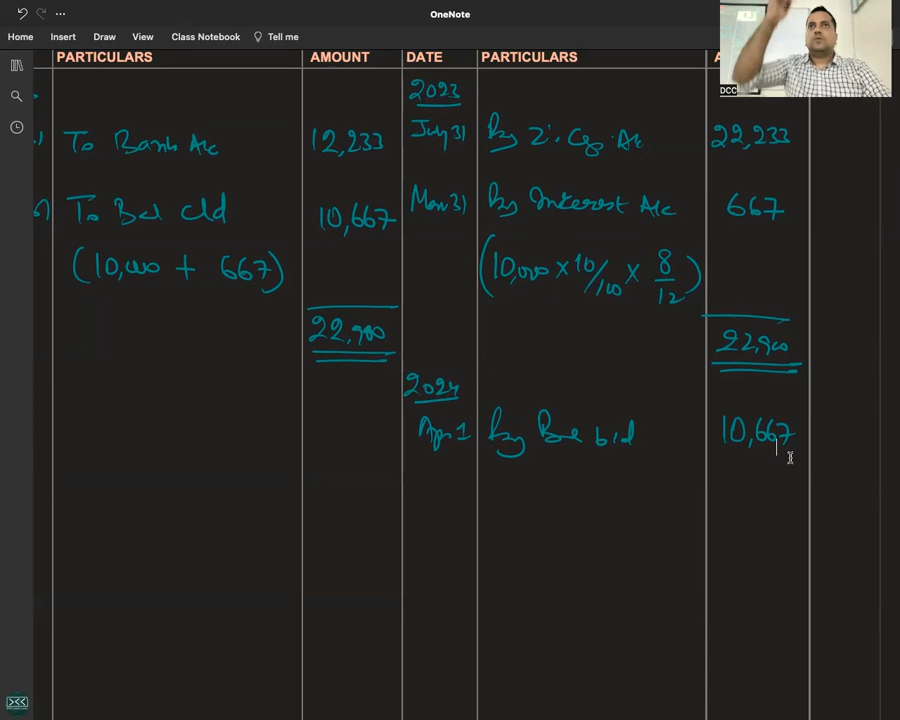 OneNote
Home Insert Draw View Class Notebook Tell me
PARTICULARS AMOUNT DATE PARTICULARS
DCC
2023
To Bank A/c 12,233 July 31 By Z's Cap A/c 22,233
To Bal c/d 10,667 Mar 31 By Interest A/c 667
(10,000 + 667) (10,000 × 10/100 × 8/12)
22,900 22,900
2024
Apr 1 By Bal b/d 10,667